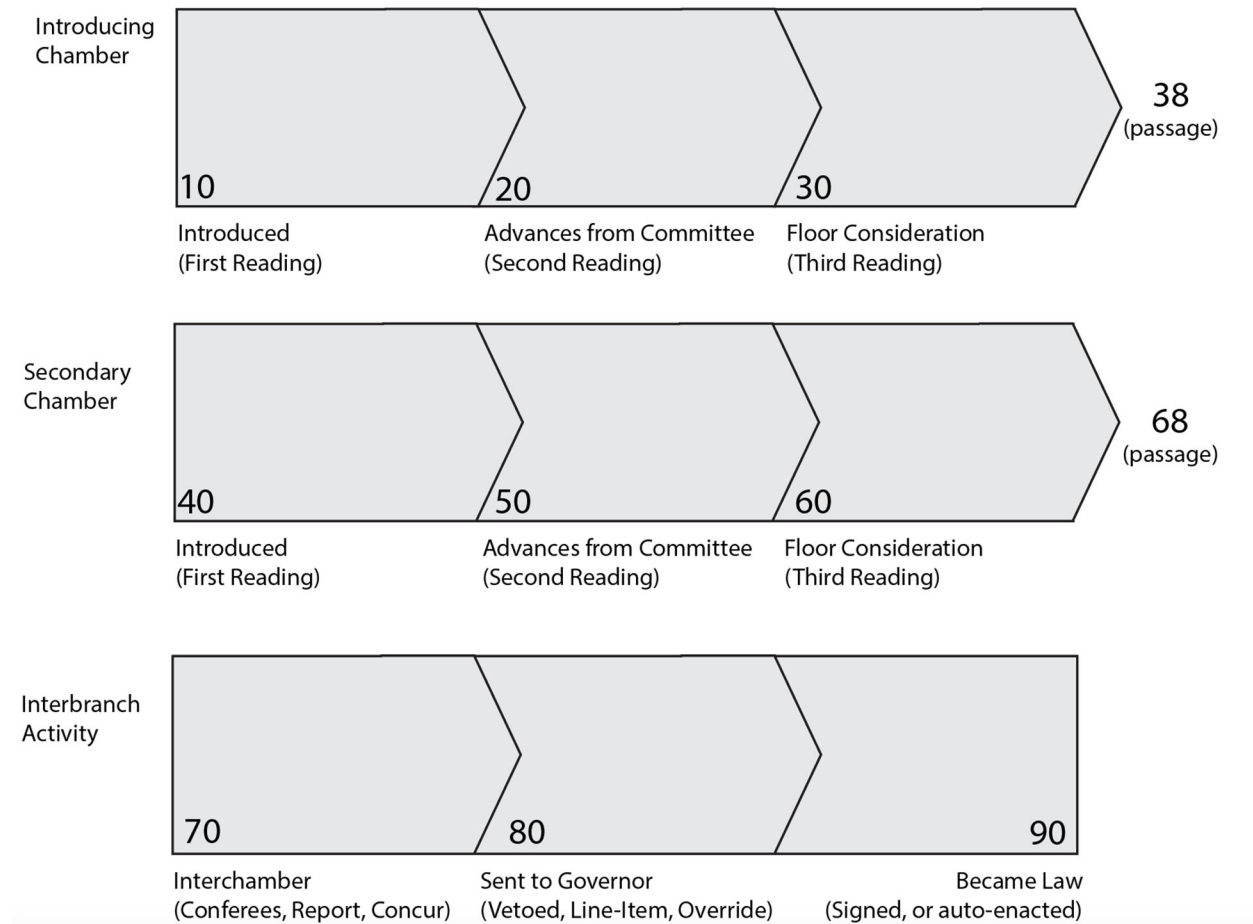 Introducing
Chamber
38
(passage)
10
20
30
Introduced
(First Reading)
Advances from Committee
(Second Reading)
Floor Consideration
(Third Reading)
Secondary
Chamber
68
(passage)
40
50
60
Introduced
(First Reading)
Advances from Committee
(Second Reading)
Floor Consideration
(Third Reading)
Interbranch
Activity
70
80
90
Interchamber
(Conferees, Report, Concur)
Sent to Governor
(Vetoed, Line-Item, Override)
Became Law
(Signed, or auto-enacted)